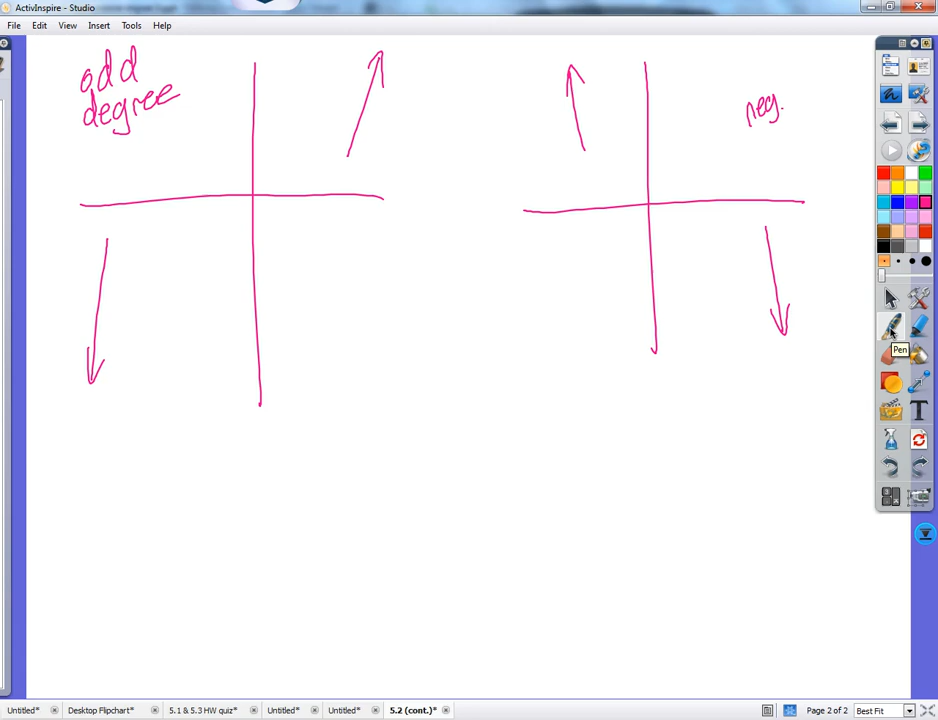 ActivInspire - Studio
File Edit View Insert Tools Help
odd
degree
neg.
Pen
Untitled* Desktop Flipchart* 5.1 & 5.3 HW quiz* Untitled* Untitled* 5.2 (cont.)* Page 2 of 2 Best Fit